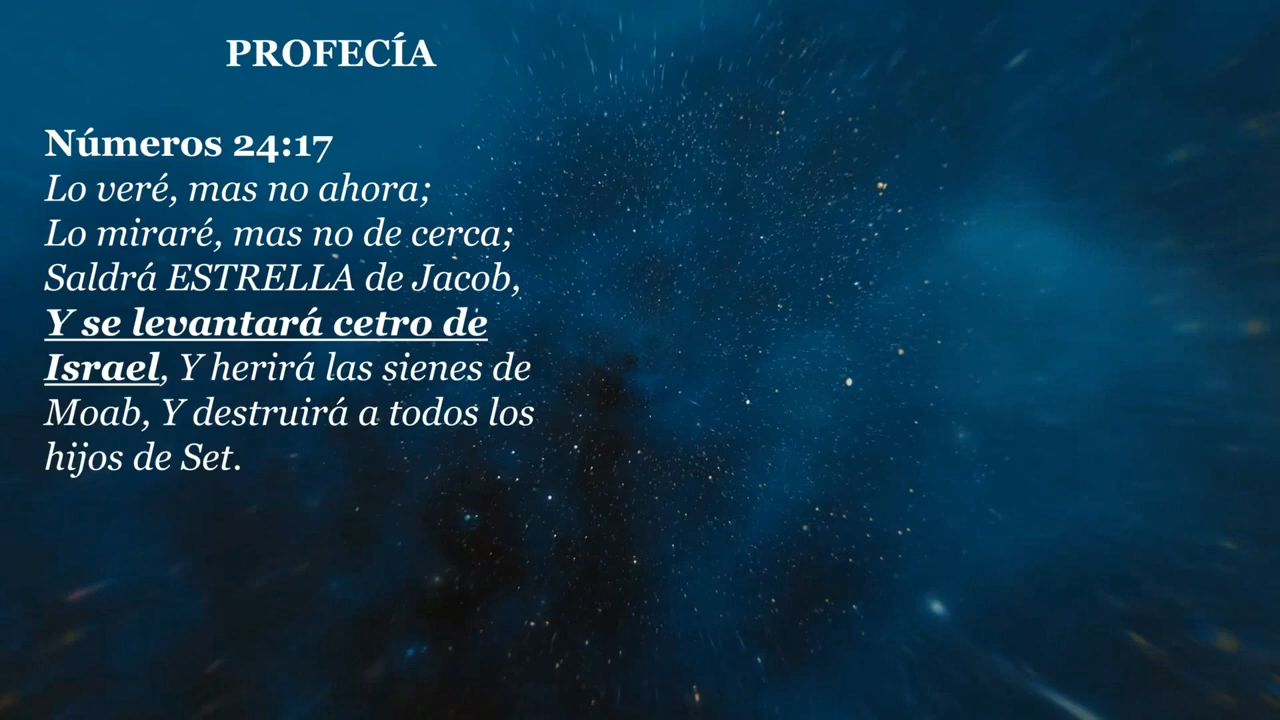 PROFECÍA
Números 24:17
Lo veré, mas no ahora;
Lo miraré, mas no de cerca;
Saldrá ESTRELLA de Jacob,
Y se levantará cetro de
Israel, Y herirá las sienes de
Moab, Y destruirá a todos los
hijos de Set.